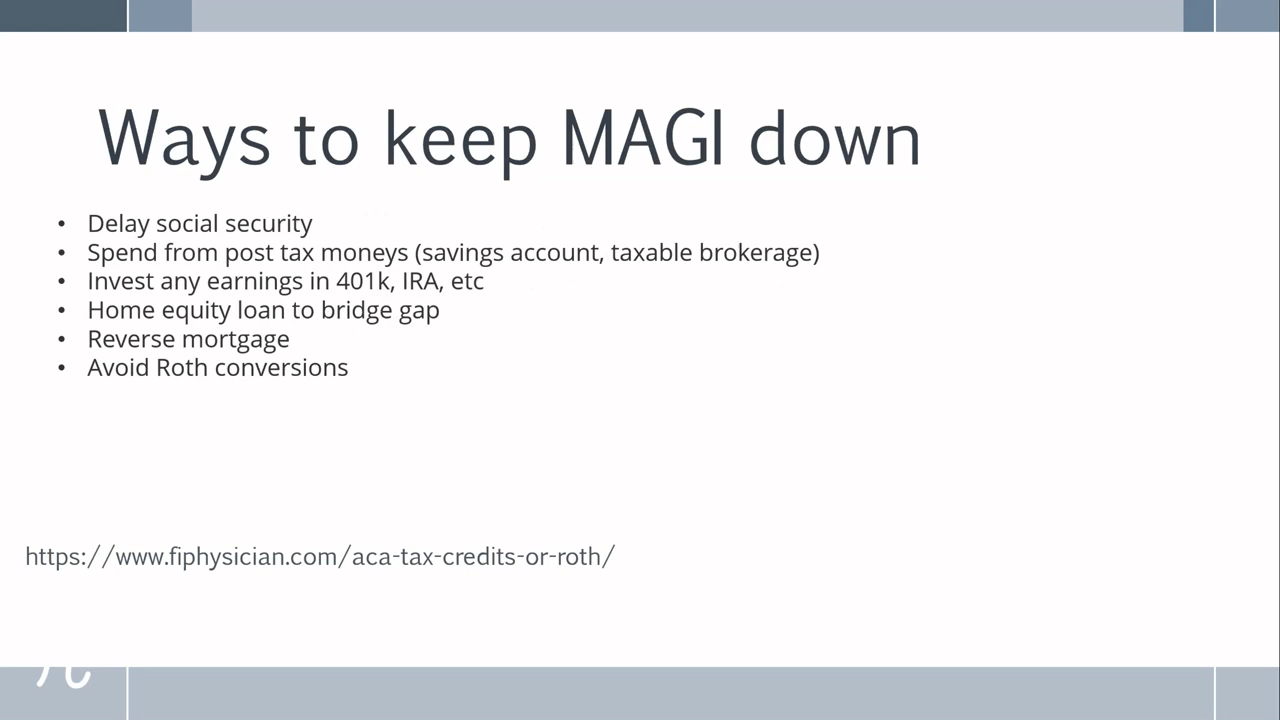 Ways to keep MAGI down
• Delay social security
• Spend from post tax moneys (savings account, taxable brokerage)
• Invest any earnings in 401k, IRA, etc
• Home equity loan to bridge gap
• Reverse mortgage
• Avoid Roth conversions
https://www.fiphysician.com/aca-tax-credits-or-roth/